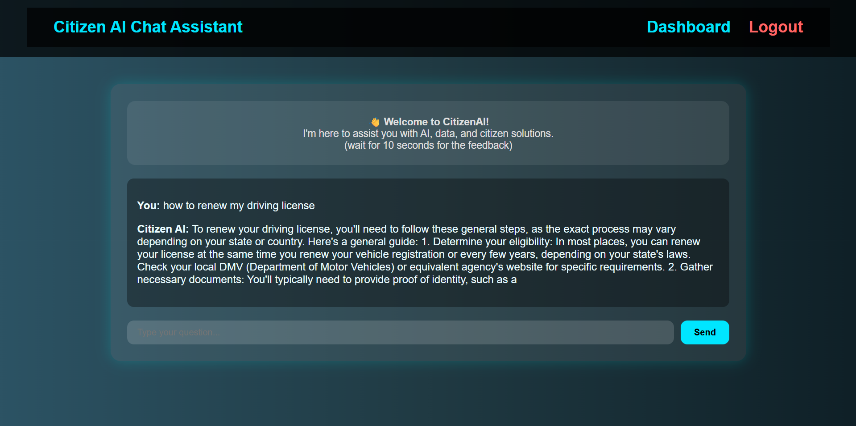 Citizen AI Chat Assistant
Dashboard
Logout
👋 Welcome to CitizenAI!
I'm here to assist you with AI, data, and citizen solutions.
(wait for 10 seconds for the feedback)
You: how to renew my driving license
Citizen AI: To renew your driving license, you'll need to follow these general steps, as the exact process may vary
depending on your state or country. Here's a general guide: 1. Determine your eligibility: In most places, you can renew
your license at the same time you renew your vehicle registration or every few years, depending on your state's laws.
Check your local DMV (Department of Motor Vehicles) or equivalent agency's website for specific requirements. 2. Gather
necessary documents: You'll typically need to provide proof of identity, such as a
Send